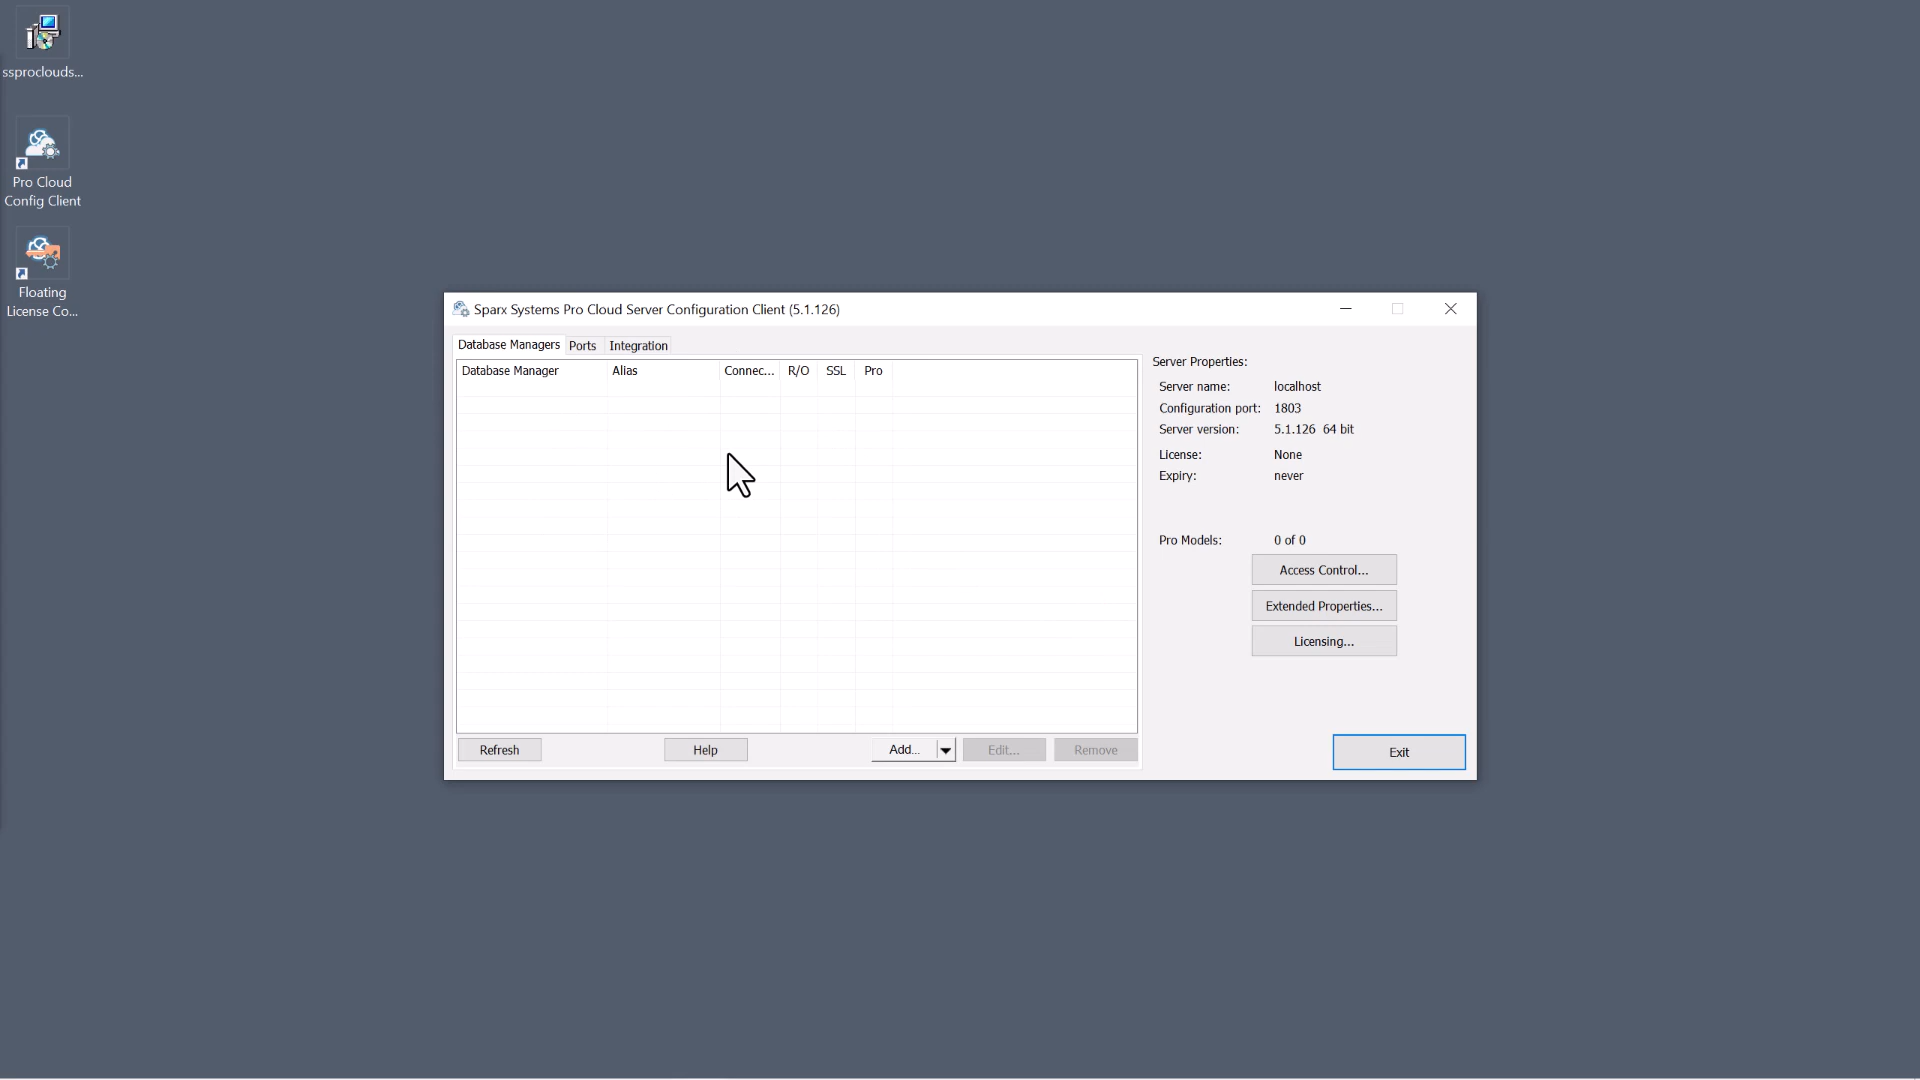 ssproclouds...
Pro Cloud
Config Client
Floating
License Co...
Sparx Systems Pro Cloud Server Configuration Client (5.1.126)
Database Managers Ports Integration
Database Manager Alias Connec... R/O SSL Pro
Server Properties:
Server name: localhost
Configuration port: 1803
Server version: 5.1.126 64 bit
License: None
Expiry: never
Pro Models: 0 of 0
Access Control...
Extended Properties...
Licensing...
Refresh Help Add... Edit... Remove
Exit